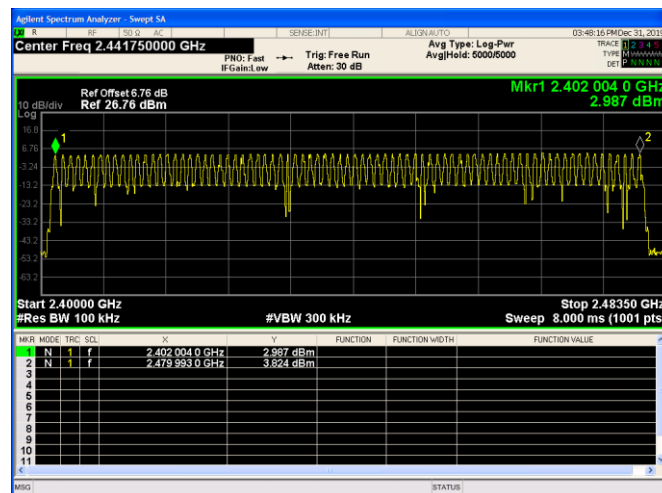 Agilent Spectrum Analyzer - Swept SA
R RF 50 Ω AC SENSE:INT ALIGN AUTO 03:48:16 PM Dec 31, 2019
Center Freq 2.441750000 GHz
PNO: Fast
IFGain:Low
Trig: Free Run
Atten: 30 dB
Avg Type: Log-Pwr
Avg|Hold: 5000/5000
TRACE 1 2 3 4 5
TYPE M
DET P N N N N
Ref Offset 6.76 dB
10 dB/div Ref 26.76 dBm
Log
Mkr1 2.402 004 0 GHz
2.987 dBm
16.8
6.76
-3.24
-13.2
-23.2
-33.2
-43.2
-53.2
-63.2
1
2
Start 2.40000 GHz Stop 2.48350 GHz
#Res BW 100 kHz #VBW 300 kHz Sweep 8.000 ms (1001 pts
MKR MODE TRC SCL X Y FUNCTION FUNCTION WIDTH FUNCTION VALUE
1 N 1 f 2.402 004 0 GHz 2.987 dBm
2 N 1 f 2.479 993 0 GHz 3.824 dBm
3
4
5
6
7
8
9
10
11
MSG STATUS